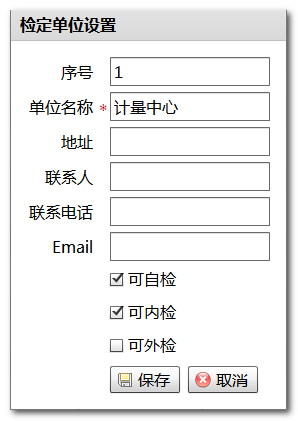 检定单位设置
序号 1
单位名称 * 计量中心
地址
联系人
联系电话
Email
可自检
可内检
可外检
保存 取消